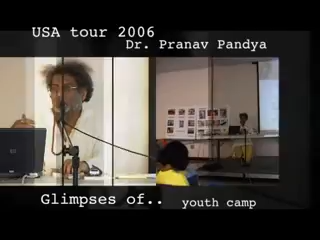 USA tour 2006
Dr. Pranav Pandya
Glimpses of..
youth camp